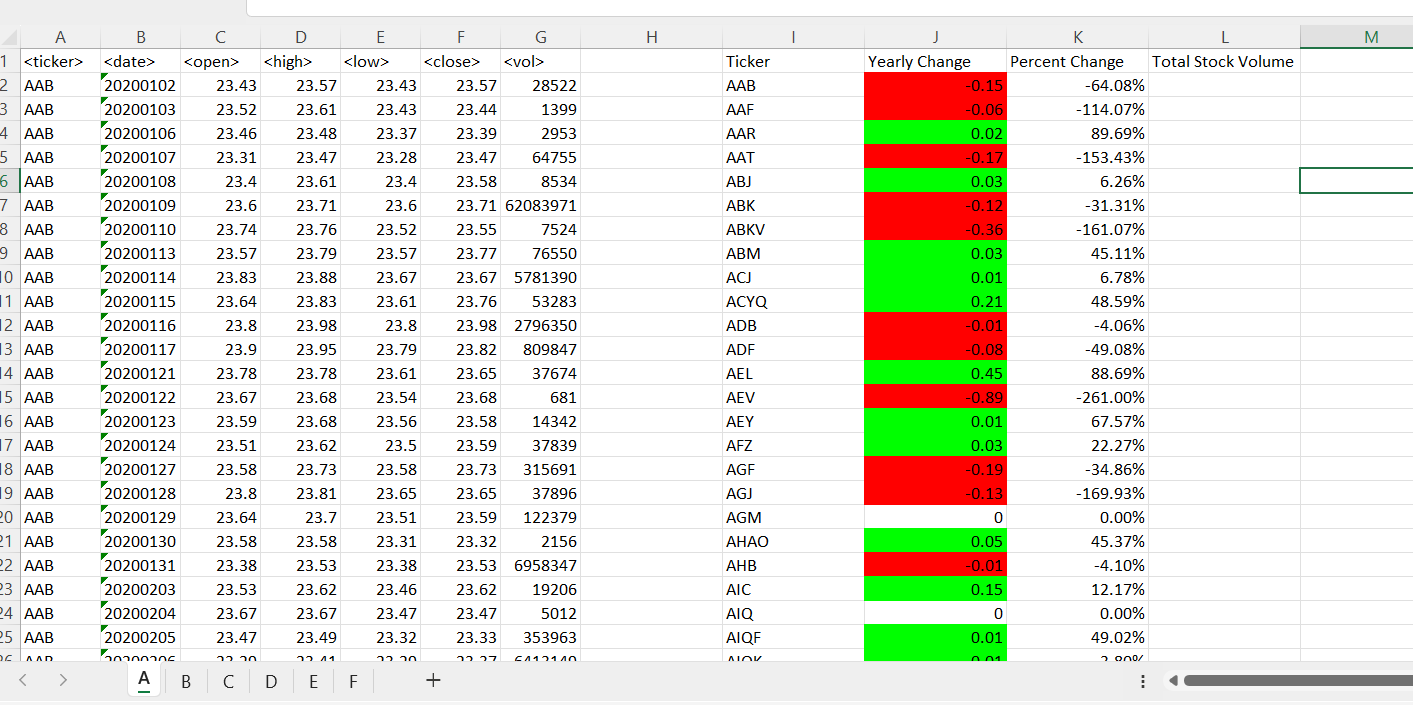 A B C D E F G H I J K L M
1 <ticker> <date> <open> <high> <low> <close> <vol> Ticker Yearly Change Percent Change Total Stock Volume
2 AAB 20200102 23.43 23.57 23.43 23.57 28522 AAB -0.15 -64.08%
3 AAB 20200103 23.52 23.61 23.43 23.44 1399 AAF -0.06 -114.07%
4 AAB 20200106 23.46 23.48 23.37 23.39 2953 AAR 0.02 89.69%
5 AAB 20200107 23.31 23.47 23.28 23.47 64755 AAT -0.17 -153.43%
6 AAB 20200108 23.4 23.61 23.4 23.58 8534 ABJ 0.03 6.26%
7 AAB 20200109 23.6 23.71 23.6 23.71 62083971 ABK -0.12 -31.31%
8 AAB 20200110 23.74 23.76 23.52 23.55 7524 ABKV -0.36 -161.07%
9 AAB 20200113 23.57 23.79 23.57 23.77 76550 ABM 0.03 45.11%
10 AAB 20200114 23.83 23.88 23.67 23.67 5781390 ACJ 0.01 6.78%
11 AAB 20200115 23.64 23.83 23.61 23.76 53283 ACYQ 0.21 48.59%
12 AAB 20200116 23.8 23.98 23.8 23.98 2796350 ADB -0.01 -4.06%
13 AAB 20200117 23.9 23.95 23.79 23.82 809847 ADF -0.08 -49.08%
14 AAB 20200121 23.78 23.78 23.61 23.65 37674 AEL 0.45 88.69%
15 AAB 20200122 23.67 23.68 23.54 23.68 681 AEV -0.89 -261.00%
16 AAB 20200123 23.59 23.68 23.56 23.58 14342 AEY 0.01 67.57%
17 AAB 20200124 23.51 23.62 23.5 23.59 37839 AFZ 0.03 22.27%
18 AAB 20200127 23.58 23.73 23.58 23.73 315691 AGF -0.19 -34.86%
19 AAB 20200128 23.8 23.81 23.65 23.65 37896 AGJ -0.13 -169.93%
20 AAB 20200129 23.64 23.7 23.51 23.59 122379 AGM 0 0.00%
21 AAB 20200130 23.58 23.58 23.31 23.32 2156 AHAO 0.05 45.37%
22 AAB 20200131 23.38 23.53 23.38 23.53 6958347 AHB -0.01 -4.10%
23 AAB 20200203 23.53 23.62 23.46 23.62 19206 AIC 0.15 12.17%
24 AAB 20200204 23.67 23.67 23.47 23.47 5012 AIQ 0 0.00%
25 AAB 20200205 23.47 23.49 23.32 23.33 353963 AIQF 0.01 49.02%
A B C D E F